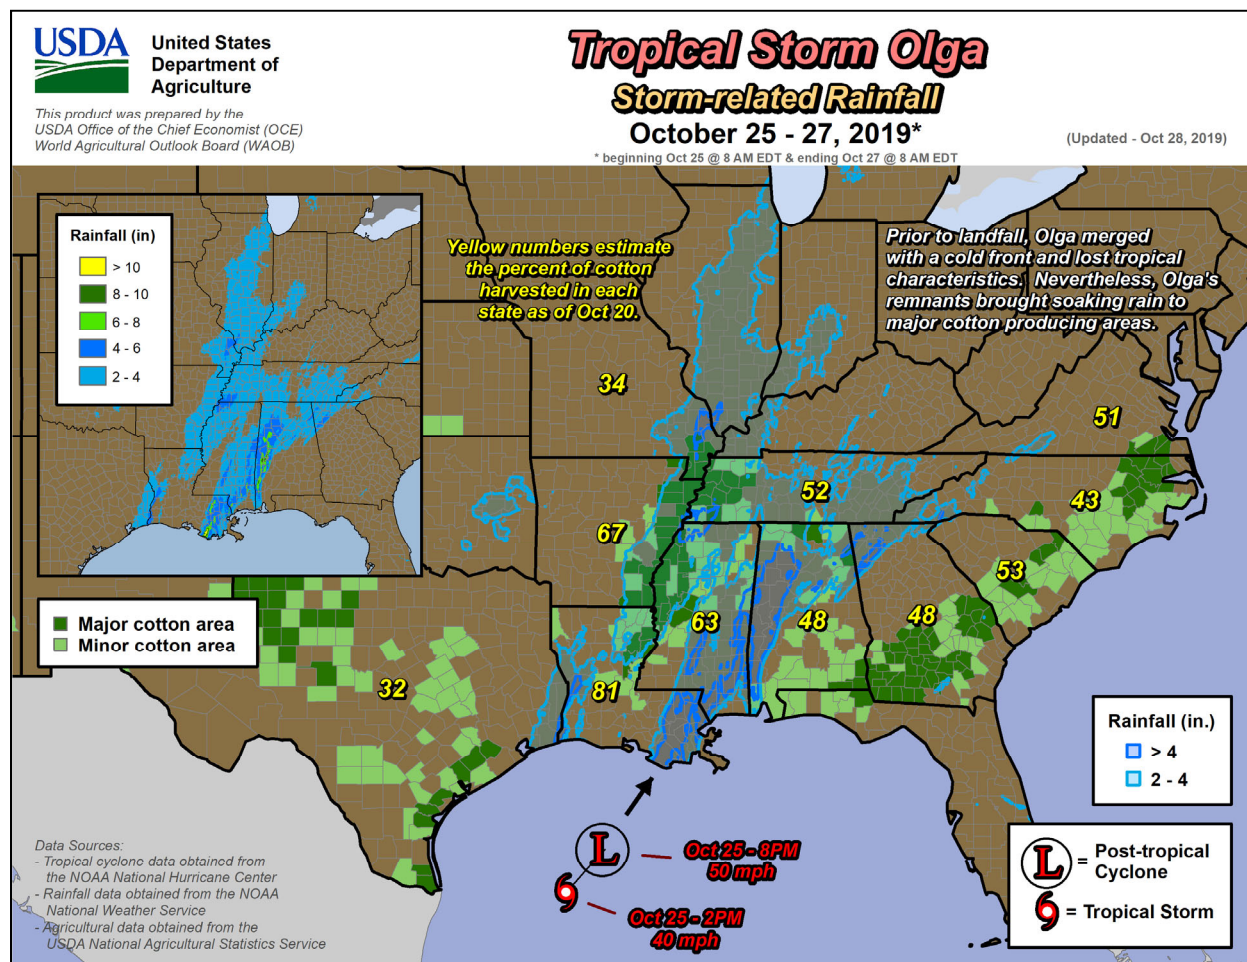 USDA
United States
Department of
Agriculture
This product was prepared by the
USDA Office of the Chief Economist (OCE)
World Agricultural Outlook Board (WAOB)
Tropical Storm Olga
Storm-related Rainfall
October 25 - 27, 2019*
* beginning Oct 25 @ 8 AM EDT & ending Oct 27 @ 8 AM EDT
(Updated - Oct 28, 2019)
Rainfall (in)
> 10
8 - 10
6 - 8
4 - 6
2 - 4
Yellow numbers estimate
the percent of cotton
harvested in each
state as of Oct 20.
Prior to landfall, Olga merged
with a cold front and lost tropical
characteristics. Nevertheless, Olga's
remnants brought soaking rain to
major cotton producing areas.
34
51
52
43
67
53
63
48
48
32
81
Major cotton area
Minor cotton area
Rainfall (in.)
> 4
2 - 4
L
Oct 25 - 8PM
50 mph
Oct 25 - 2PM
40 mph
L = Post-tropical
Cyclone
= Tropical Storm
Data Sources:
- Tropical cyclone data obtained from
the NOAA National Hurricane Center
- Rainfall data obtained from the NOAA
National Weather Service
- Agricultural data obtained from the
USDA National Agricultural Statistics Service